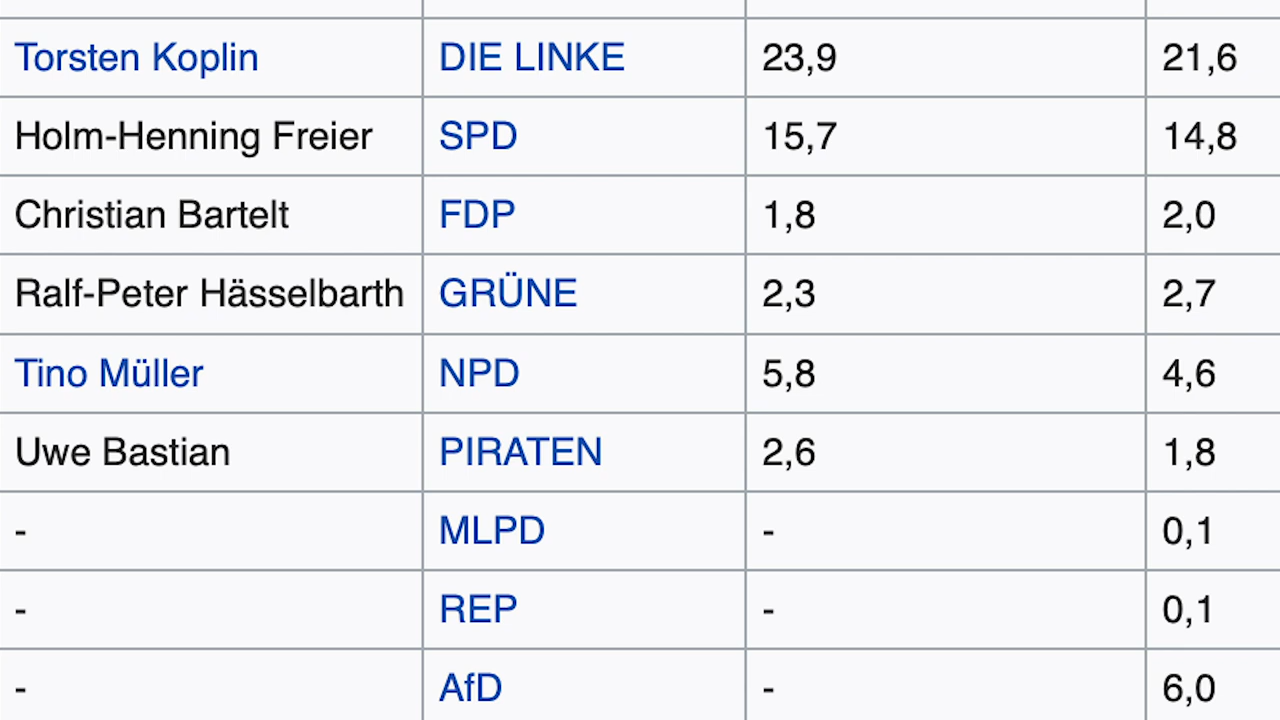 Torsten Koplin DIE LINKE 23,9 21,6
Holm-Henning Freier SPD 15,7 14,8
Christian Bartelt FDP 1,8 2,0
Ralf-Peter Hässelbarth GRÜNE 2,3 2,7
Tino Müller NPD 5,8 4,6
Uwe Bastian PIRATEN 2,6 1,8
- MLPD - 0,1
- REP - 0,1
- AfD - 6,0